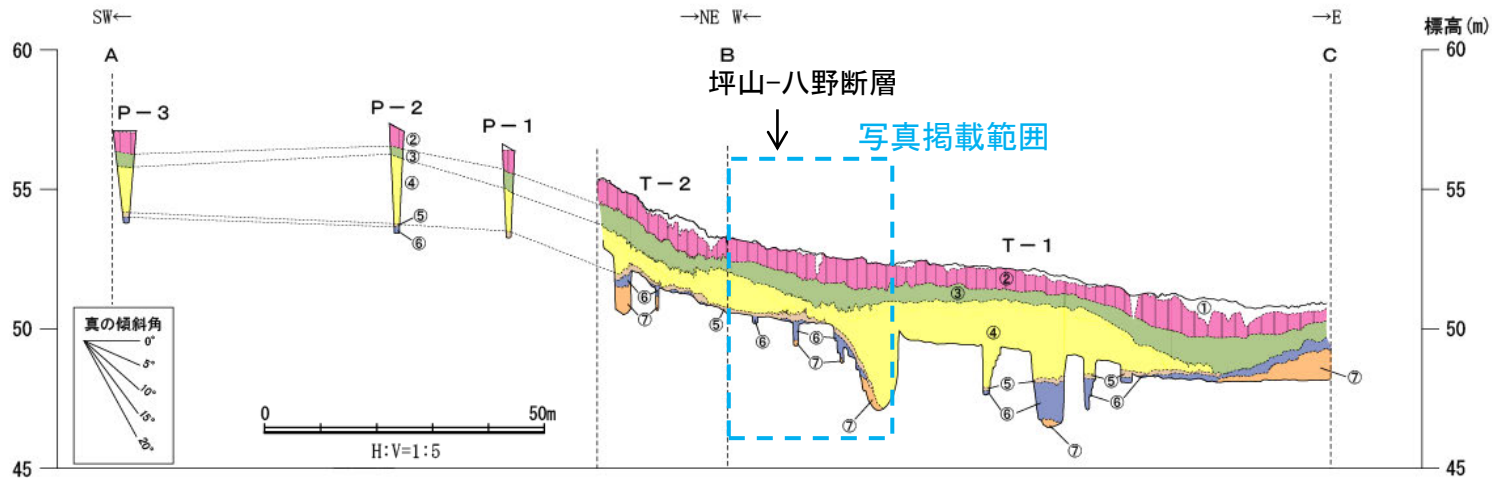 SW←
→NE W←
→E
標高(m)
A
B
C
60
60
坪山-八野断層
写真掲載範囲
P-3
P-2
P-1
②
③
④
⑤
⑥
55
55
T-2
T-1
①
②
③
④
50
50
⑥
⑦
⑤
⑥
⑥
⑦
⑦
⑤
⑥
⑦
⑤
⑥
⑦
真の傾斜角
0°
5°
10°
15°
20°
0
50m
H:V=1:5
45
45